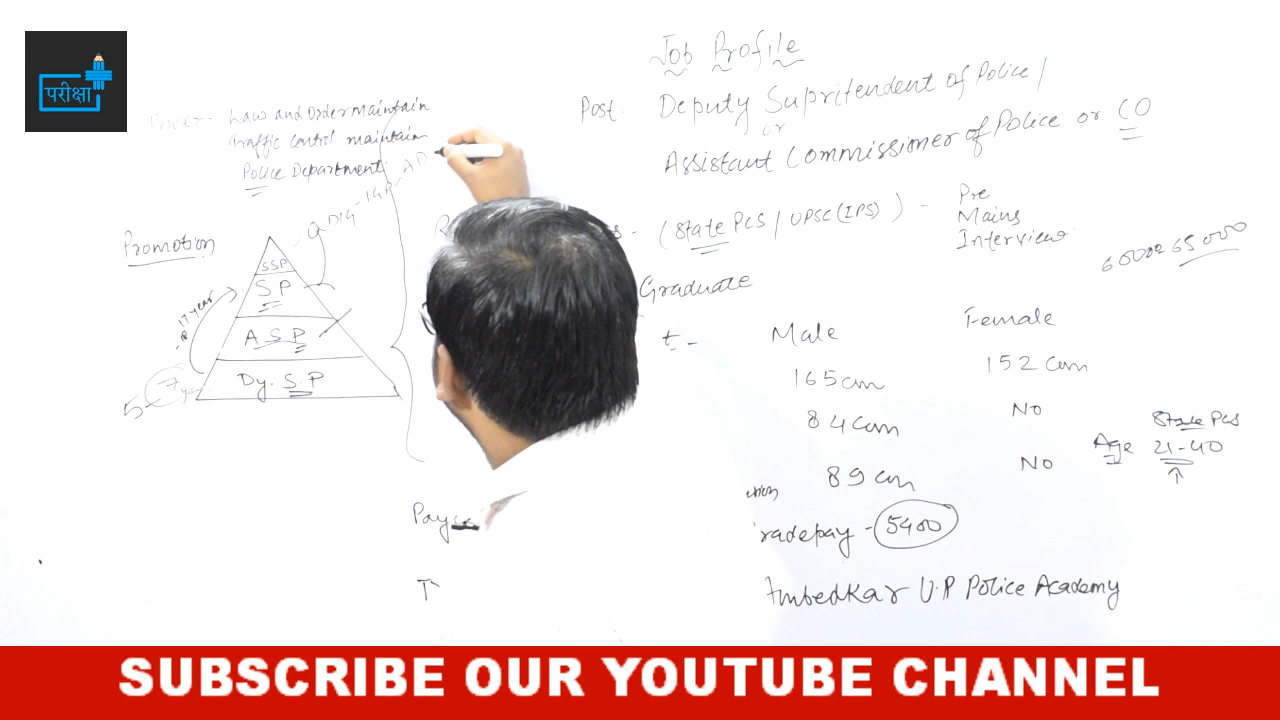 परीक्षा
Job Profile
Post. Deputy Supritendent of Police /
or
Assistant Commissioner of Police or CO
Law and Order Maintain
Traffic control maintain
Police Department
DIG - IGP - AD
(State PCS / UPSC (IPS) ) - Pre
Mains
Interview
60000 65000
Promotion
SSP
SP
ASP
Dy. SP
17 year
5 - 7 year
Graduate
t - Male Female
165 cm 152 cm
84 cm No
89 cm No
State PCS
Age 21-40
Pay
radepay - 5400
T
Ambedkar U.P Police Academy
SUBSCRIBE OUR YOUTUBE CHANNEL